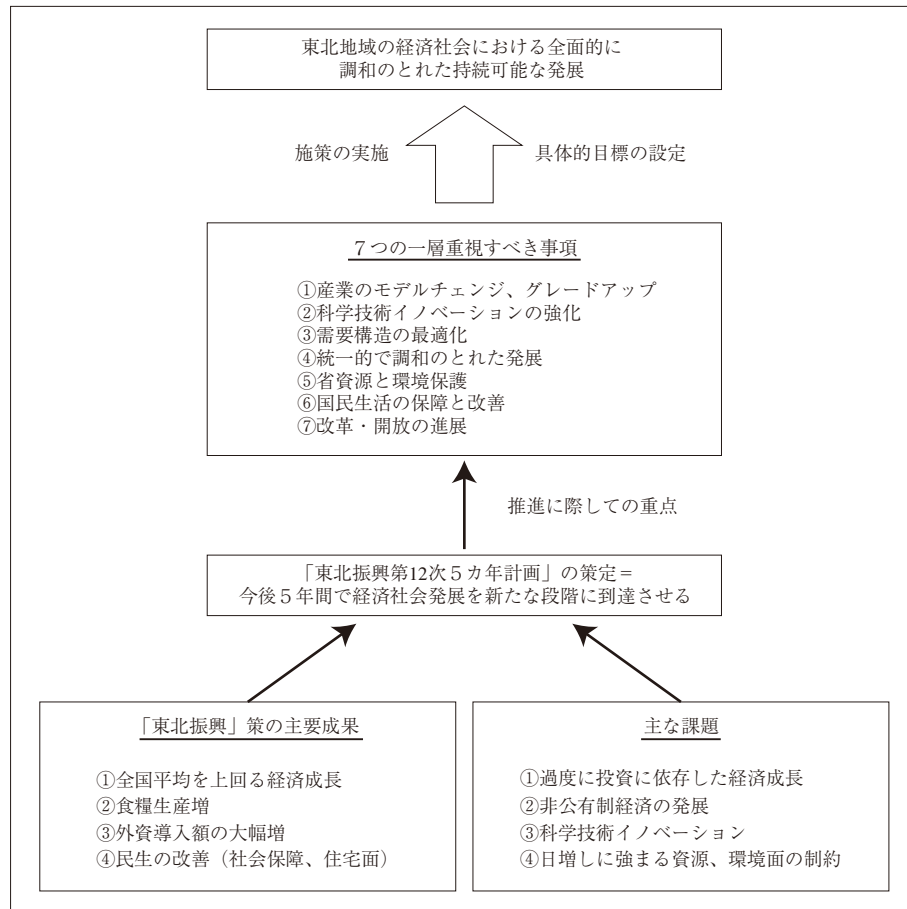 東北地域の経済社会における全面的に
調和のとれた持続可能な発展
施策の実施
具体的目標の設定
7つの一層重視すべき事項
①産業のモデルチェンジ、グレードアップ
②科学技術イノベーションの強化
③需要構造の最適化
④統一的で調和のとれた発展
⑤省資源と環境保護
⑥国民生活の保障と改善
⑦改革・開放の進展
推進に際しての重点
「東北振興第12次5カ年計画」の策定＝
今後5年間で経済社会発展を新たな段階に到達させる
「東北振興」策の主要成果
①全国平均を上回る経済成長
②食糧生産増
③外資導入額の大幅増
④民生の改善（社会保障、住宅面）
主な課題
①過度に投資に依存した経済成長
②非公有制経済の発展
③科学技術イノベーション
④日増しに強まる資源、環境面の制約